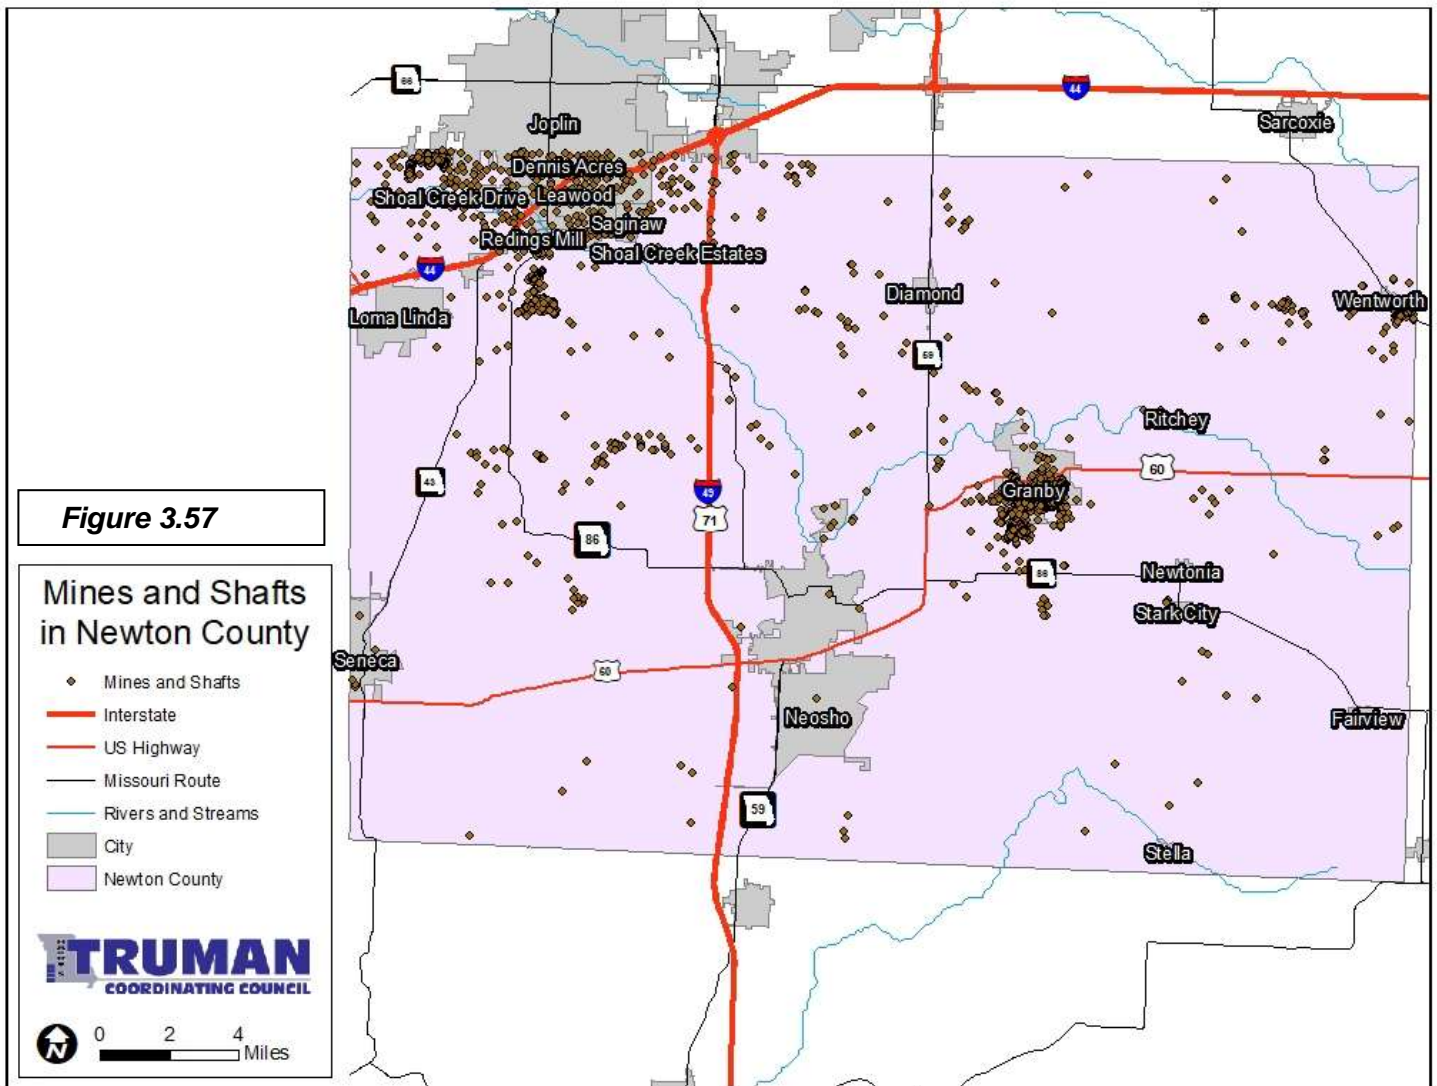 66
44
Joplin
Sarcoxie
Dennis Acres
Shoal Creek Drive
Leawood
Saginaw
Redings Mill
Shoal Creek Estates
44
Diamond
Wentworth
Loma Linda
59
Ritchey
60
43
Granby
49
71
86
86
Newtonia
Stark City
Seneca
60
Neosho
Fairview
59
Stella
Figure 3.57
Mines and Shafts
in Newton County
Mines and Shafts
Interstate
US Highway
Missouri Route
Rivers and Streams
City
Newton County
TRUMAN
COORDINATING COUNCIL
N
0 2 4
Miles